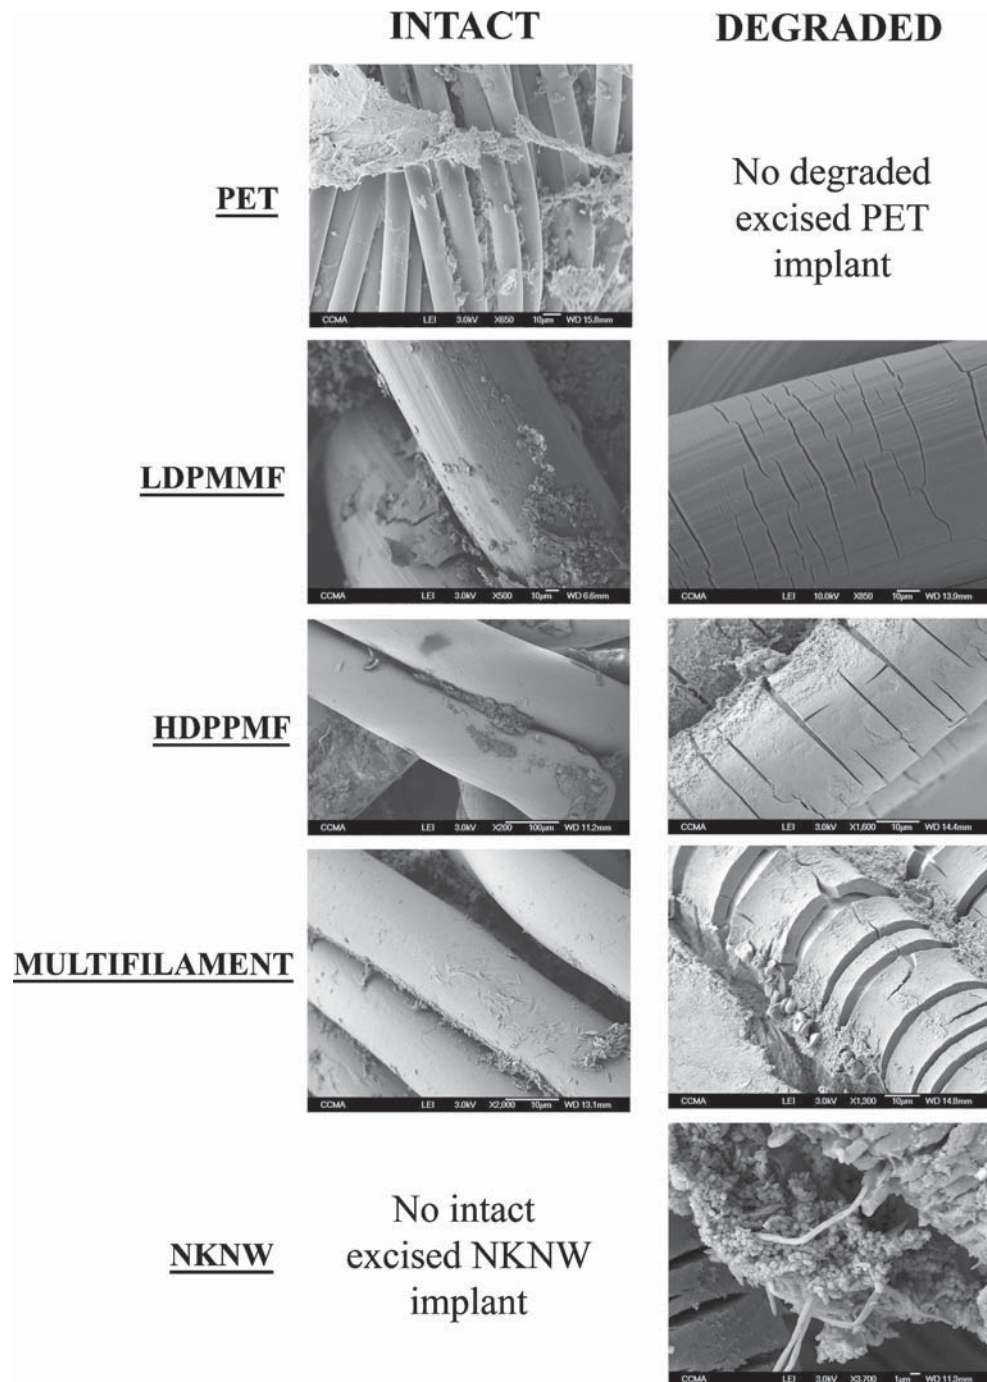 INTACT
DEGRADED
PET
CCMA LEI 3.0kV X650 10µm WD 15.8mm
No degraded
excised PET
implant
LDPMMF
CCMA LEI 3.0kV X500 10µm WD 6.6mm
CCMA LEI 10.0kV X850 10µm WD 13.9mm
HDPPMF
CCMA LEI 3.0kV X200 100µm WD 11.2mm
CCMA LEI 3.0kV X1,600 10µm WD 14.4mm
MULTIFILAMENT
CCMA LEI 3.0kV X2,000 10µm WD 13.1mm
CCMA LEI 3.0kV X1,300 10µm WD 14.8mm
NKNW
No intact
excised NKNW
implant
CCMA LEI 3.0kV X3,700 1µm WD 11.3mm